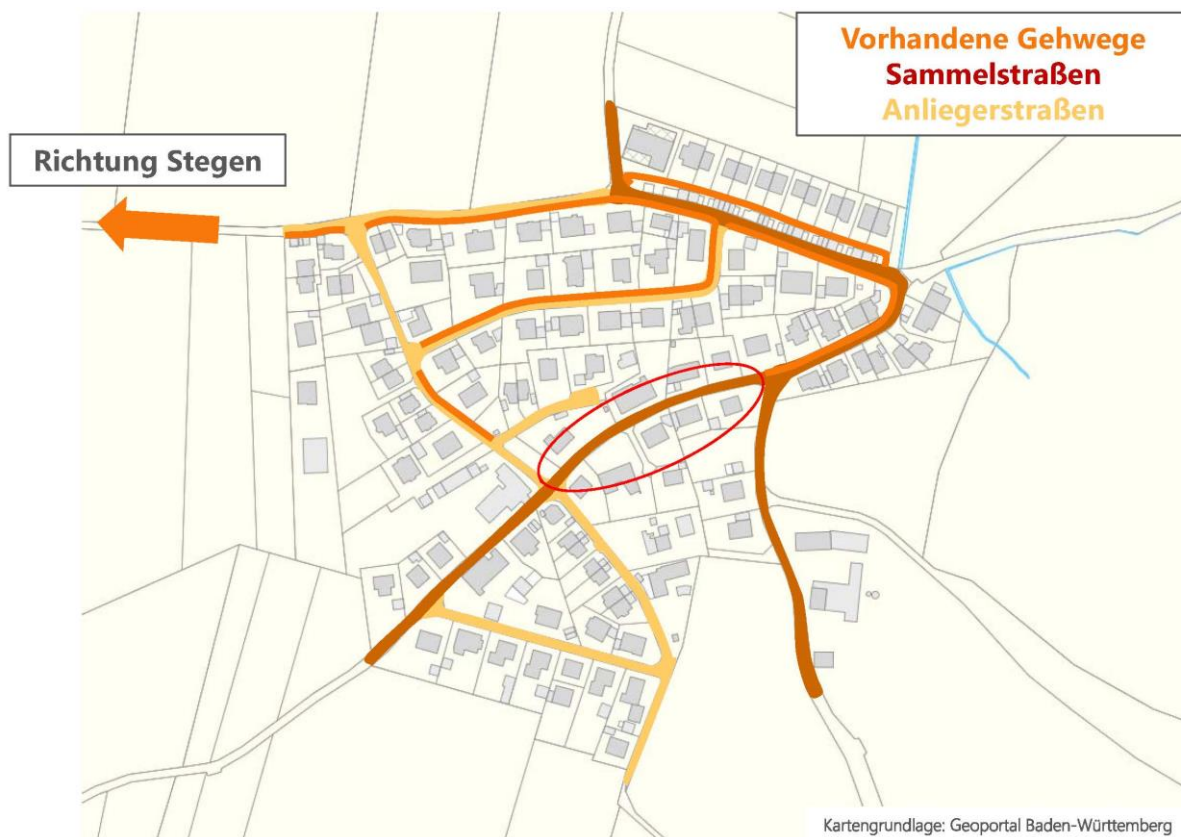 Vorhandene Gehwege
Sammelstraßen
Anliegerstraßen
Richtung Stegen
Kartengrundlage: Geoportal Baden-Württemberg